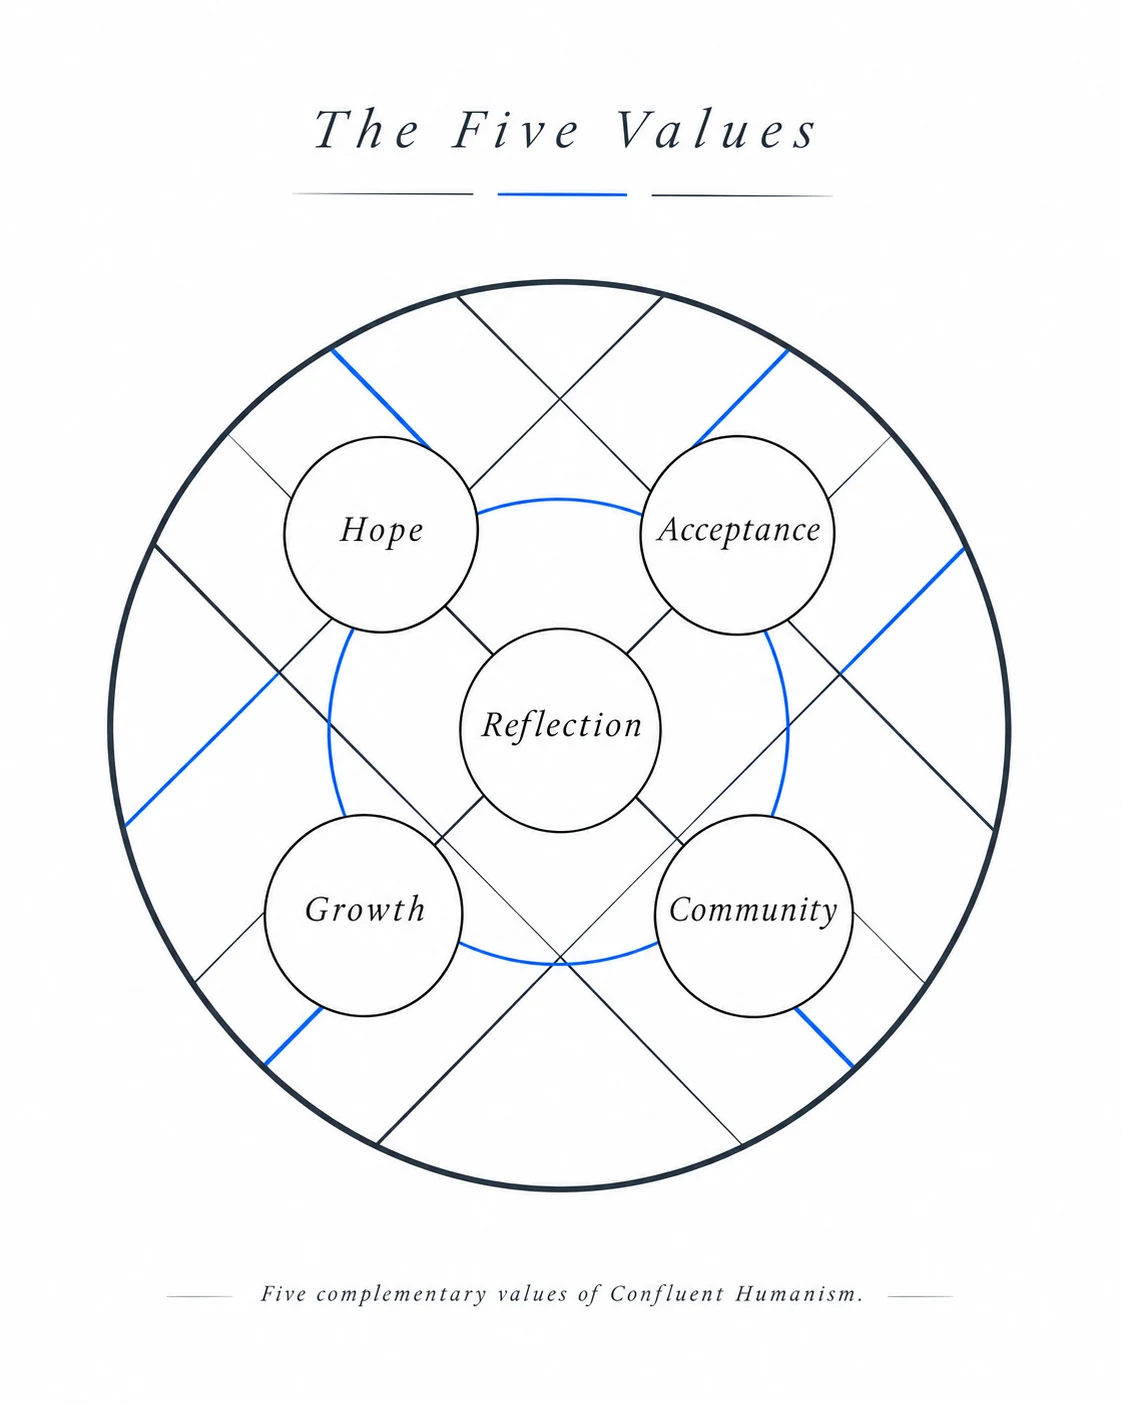 The Five Values
Hope
Acceptance
Reflection
Growth
Community
Five complementary values of Confluent Humanism.